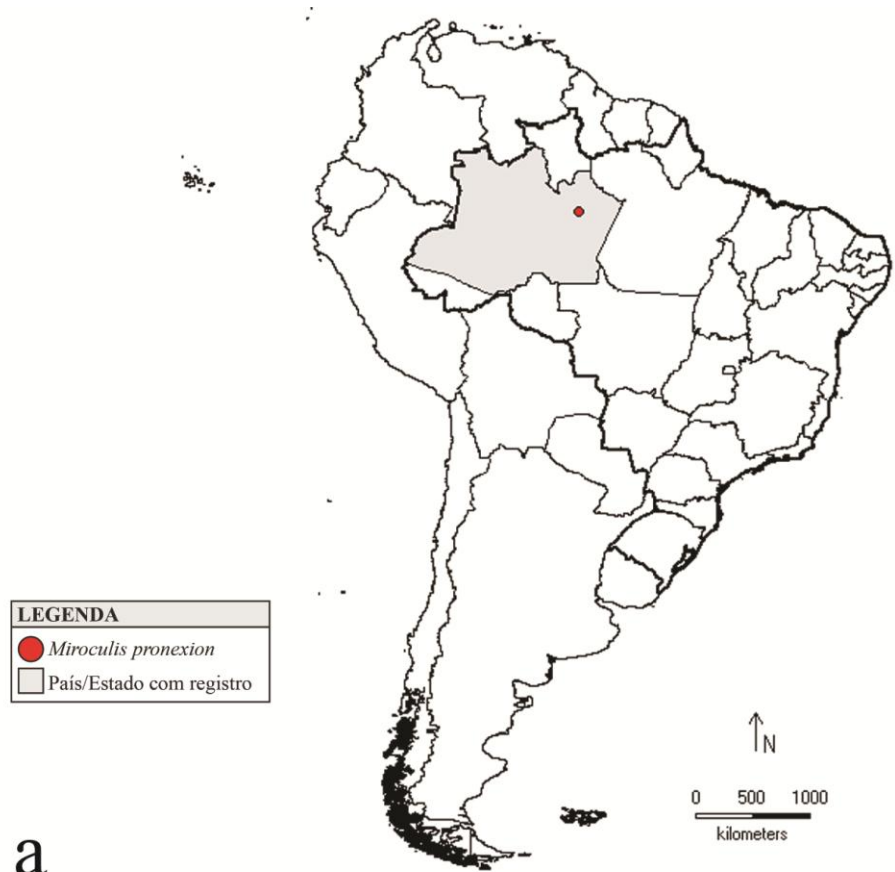 LEGENDA
Miroculis pronexion
País/Estado com registro
N
0 500 1000
kilometers
a